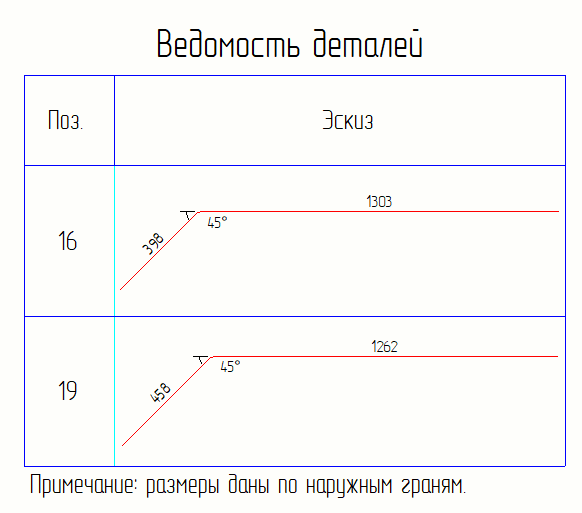 Ведомость деталей
Поз.
Эскиз
16
398
45°
1303
19
458
45°
1262
Примечание: размеры даны по наружным граням.